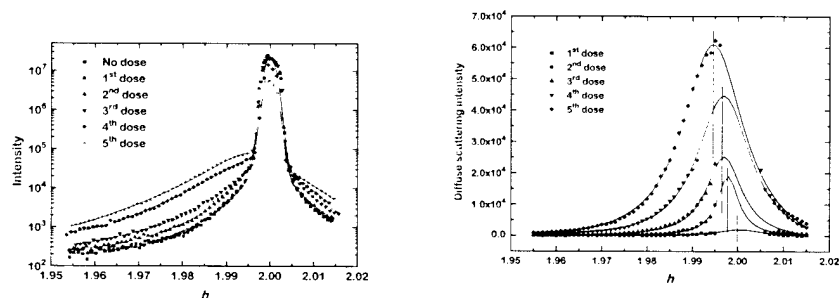 Intensity
10^7
10^6
10^5
10^4
10^3
10^2
No dose
1st dose
2nd dose
3rd dose
4th dose
5th dose
1.95 1.96 1.97 1.98 1.99 2.00 2.01 2.02
h
Diffuse scattering intensity
7.0x10^4
6.0x10^4
5.0x10^4
4.0x10^4
3.0x10^4
2.0x10^4
1.0x10^4
0.0
1st dose
2nd dose
3rd dose
4th dose
5th dose
1.95 1.96 1.97 1.98 1.99 2.00 2.01 2.02
h